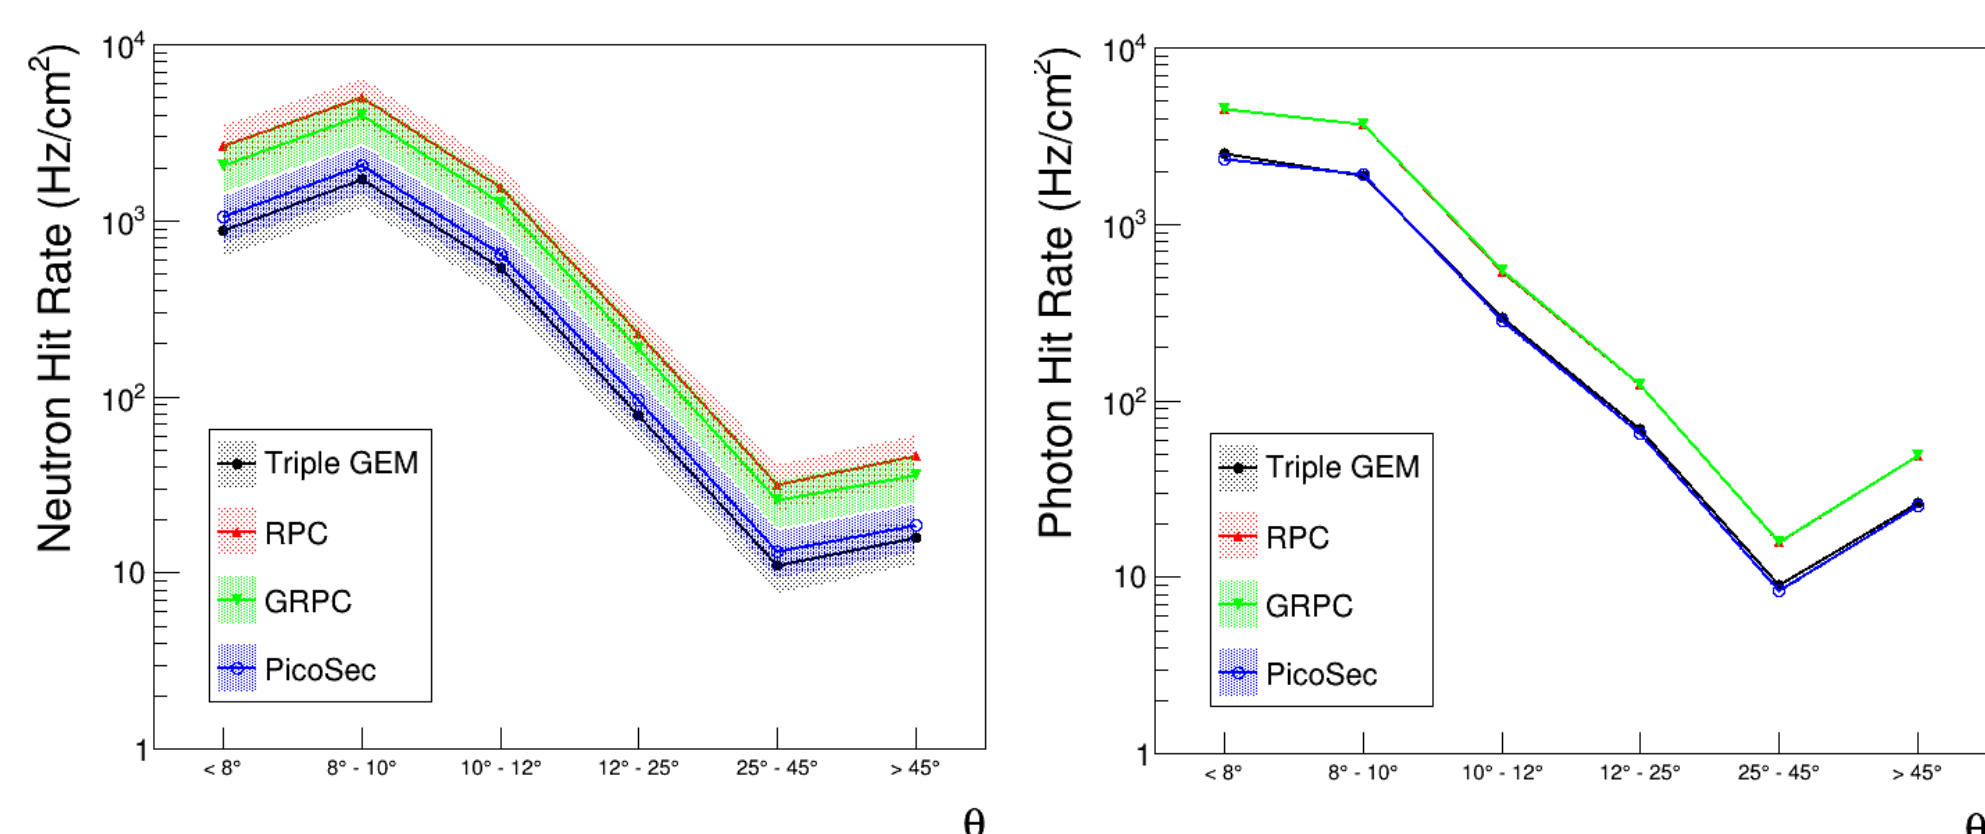 Neutron Hit Rate (Hz/cm²)
10⁴
10³
10²
10
1
Triple GEM
RPC
GRPC
PicoSec
< 8° 8° - 10° 10° - 12° 12° - 25° 25° - 45° > 45°
θ
Photon Hit Rate (Hz/cm²)
10⁴
10³
10²
10
1
Triple GEM
RPC
GRPC
PicoSec
< 8° 8° - 10° 10° - 12° 12° - 25° 25° - 45° > 45°
θ